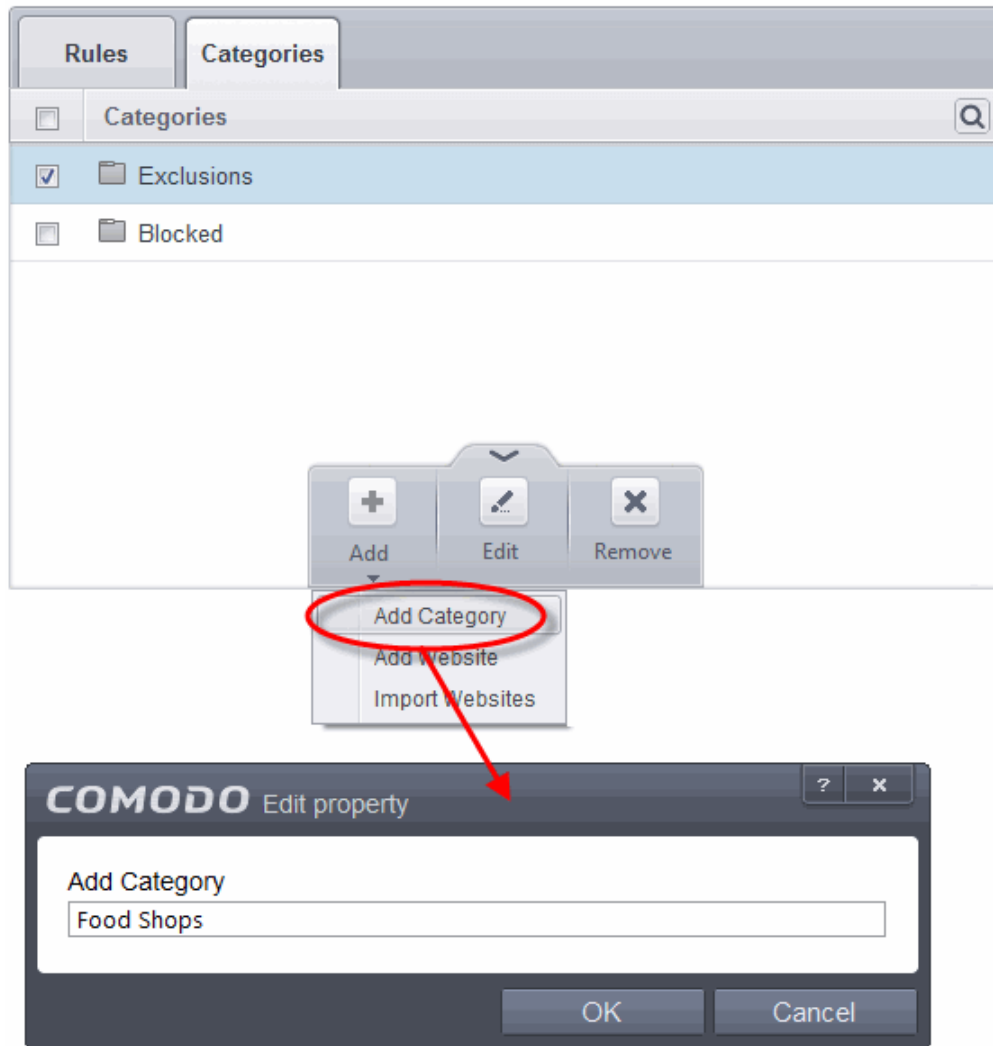 Rules
Categories
Categories
Exclusions
Blocked
Add
Edit
Remove
Add Category
Add Website
Import Websites
COMODO Edit property
? x
Add Category
Food Shops
OK
Cancel